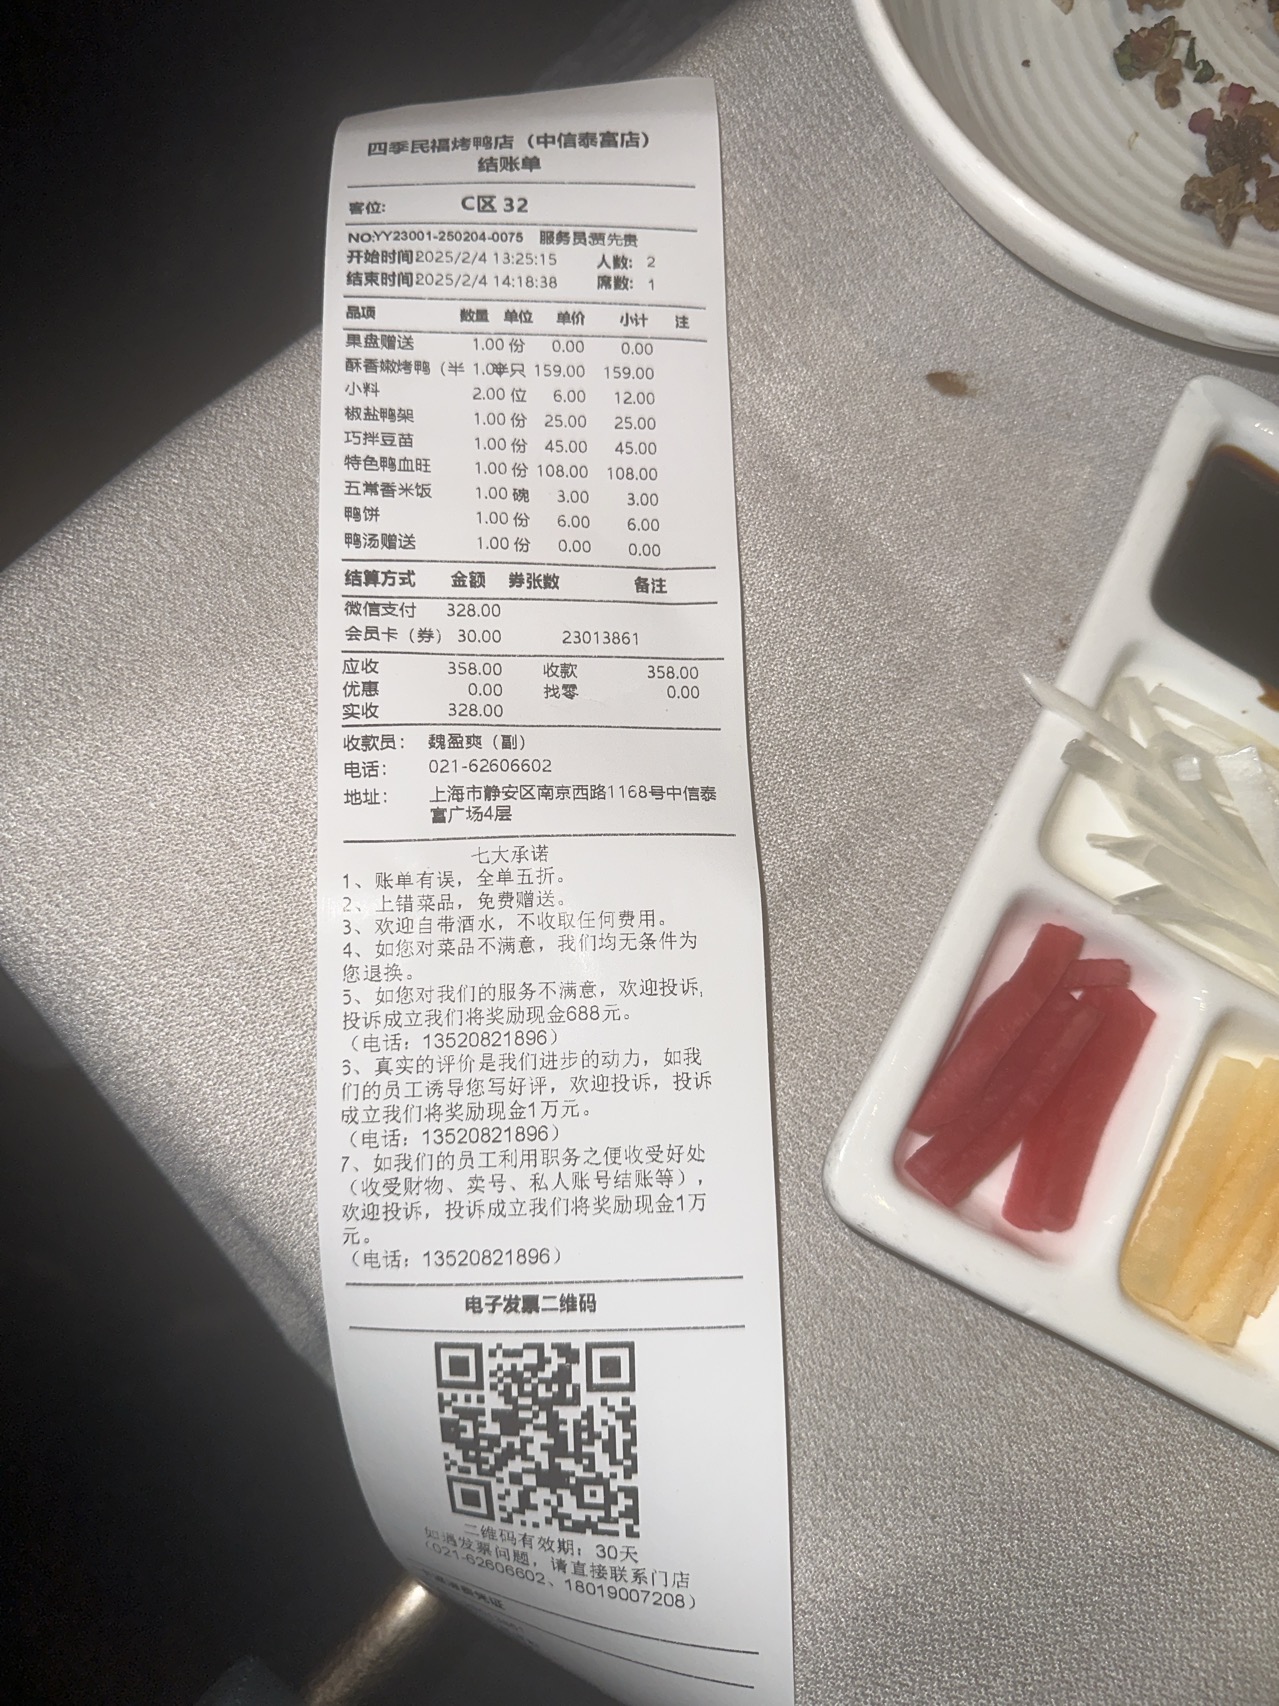 四季民福烤鸭店（中信泰富店）
结账单
客位： C区 32
NO:YY23001-250204-0075 服务员:贾先贵
开始时间2025/2/4 13:25:15 人数： 2
结束时间2025/2/4 14:18:38 席数： 1
品项 数量 单位 单价 小计 注
果盘赠送 1.00 份 0.00 0.00
酥香嫩烤鸭（半 1.00半只 159.00 159.00
小料 2.00 位 6.00 12.00
椒盐鸭架 1.00 份 25.00 25.00
巧拌豆苗 1.00 份 45.00 45.00
特色鸭血旺 1.00 份 108.00 108.00
五常香米饭 1.00 碗 3.00 3.00
鸭饼 1.00 份 6.00 6.00
鸭汤赠送 1.00 份 0.00 0.00
结算方式 金额 券张数 备注
微信支付 328.00
会员卡（券） 30.00 23013861
应收 358.00 收款 358.00
优惠 0.00 找零 0.00
实收 328.00
收款员： 魏盈爽（副）
电话： 021-62606602
地址： 上海市静安区南京西路1168号中信泰
富广场4层
七大承诺
1、账单有误，全单五折。
2、上错菜品，免费赠送。
3、欢迎自带酒水，不收取任何费用。
4、如您对菜品不满意，我们均无条件为
您退换。
5、如您对我们的服务不满意，欢迎投诉，
投诉成立我们将奖励现金688元。
（电话：13520821896）
6、真实的评价是我们进步的动力，如我
们的员工诱导您写好评，欢迎投诉，投诉
成立我们将奖励现金1万元。
（电话：13520821896）
7、如我们的员工利用职务之便收受好处
（收受财物、卖号、私人账号结账等），
欢迎投诉，投诉成立我们将奖励现金1万
元。
（电话：13520821896）
电子发票二维码
二维码有效期：30天
如遇发票问题，请直接联系门店
（021-62606602、18019007208）